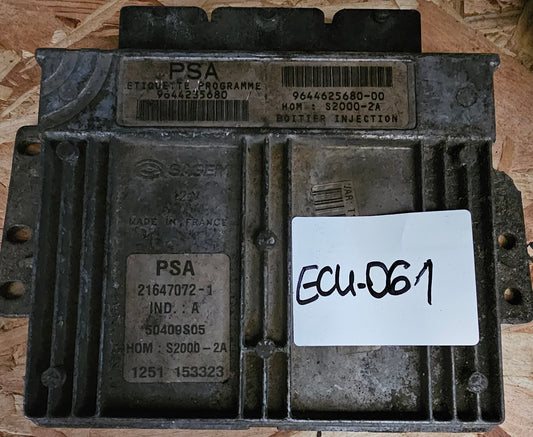 PSA
ETIQUETTE PROGRAMME
9644235680
9644625680-00
HOM : S2000-2A
BOITIER INJECTION
SAGEM
MADE IN FRANCE
PSA
21647072-1
IND. : A
50409S05
HOM : S2000-2A
1251 153323
ECU-061